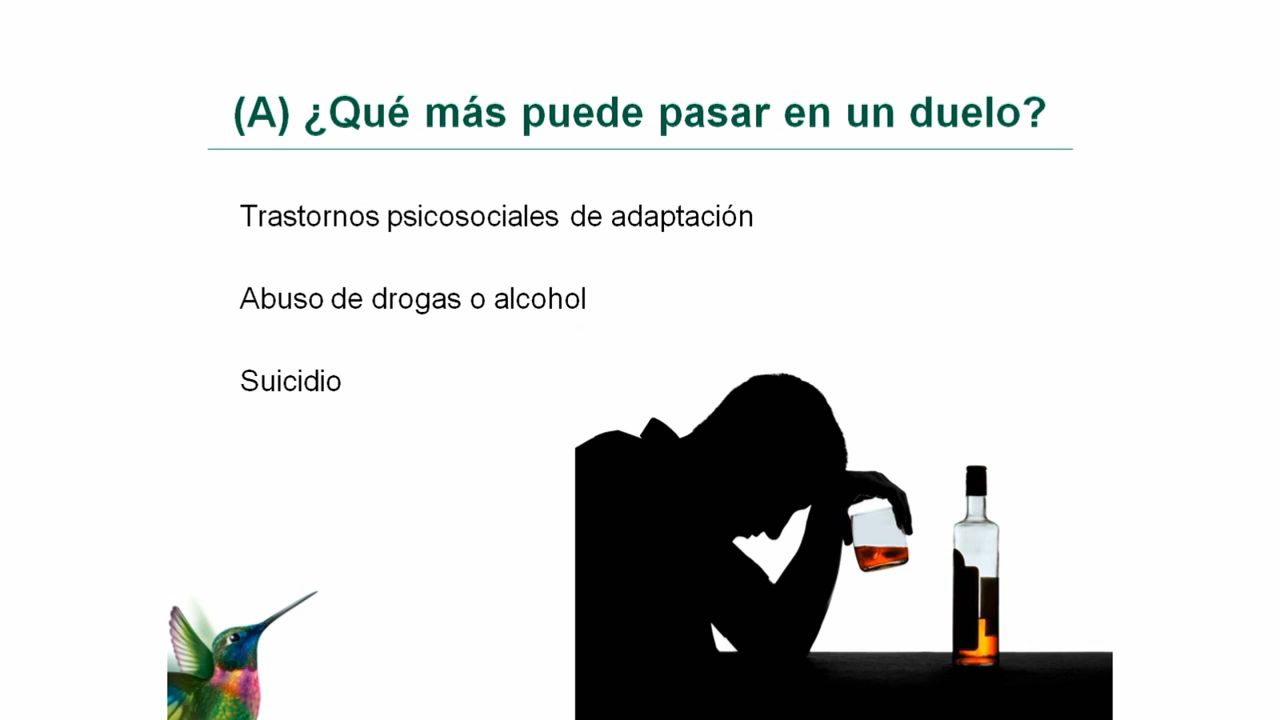 (A) ¿Qué más puede pasar en un duelo?
Trastornos psicosociales de adaptación
Abuso de drogas o alcohol
Suicidio